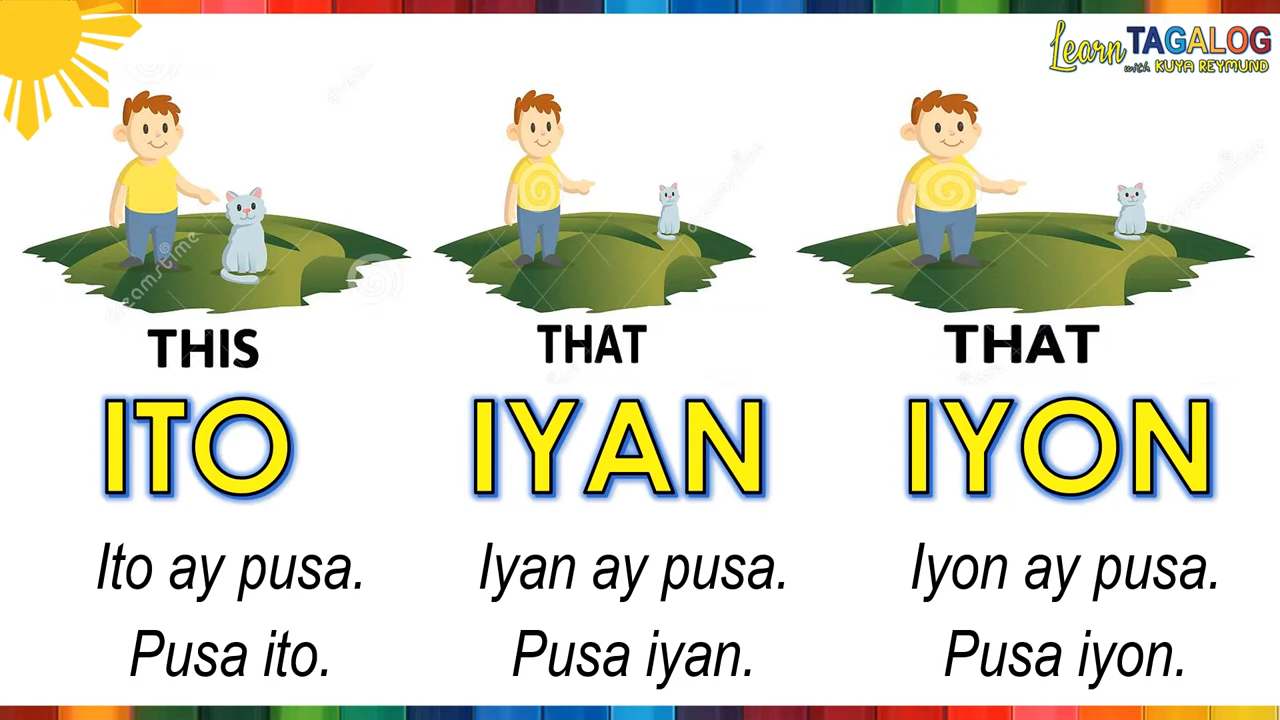 Learn TAGALOG
with KUYA REYMUND
THIS
ITO
Ito ay pusa.
Pusa ito.
THAT
IYAN
Iyan ay pusa.
Pusa iyan.
THAT
IYON
Iyon ay pusa.
Pusa iyon.